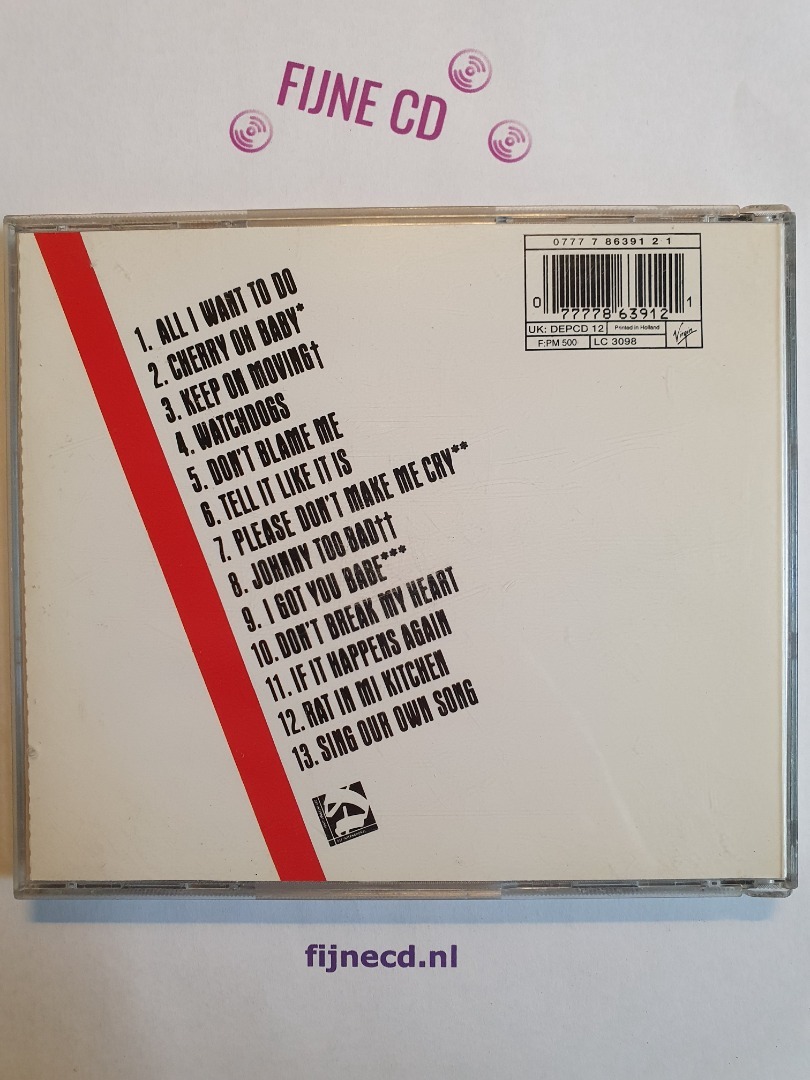 FIJNE CD
0777 7 86391 2 1
0 77778 63912 1
UK: DEPCD 12
Printed in Holland
Virgin
F:PM 500
LC 3098
1. ALL I WANT TO DO
2. CHERRY OH BABY*
3. KEEP ON MOVING†
4. WATCHDOGS
5. DON'T BLAME ME
6. TELL IT LIKE IT IS
7. PLEASE DON'T MAKE ME CRY**
8. JOHNNY TOO BAD††
9. I GOT YOU BABE***
10. DON'T BREAK MY HEART
11. IF IT HAPPENS AGAIN
12. RAT IN MI KITCHEN
13. SING OUR OWN SONG
fijnecd.nl